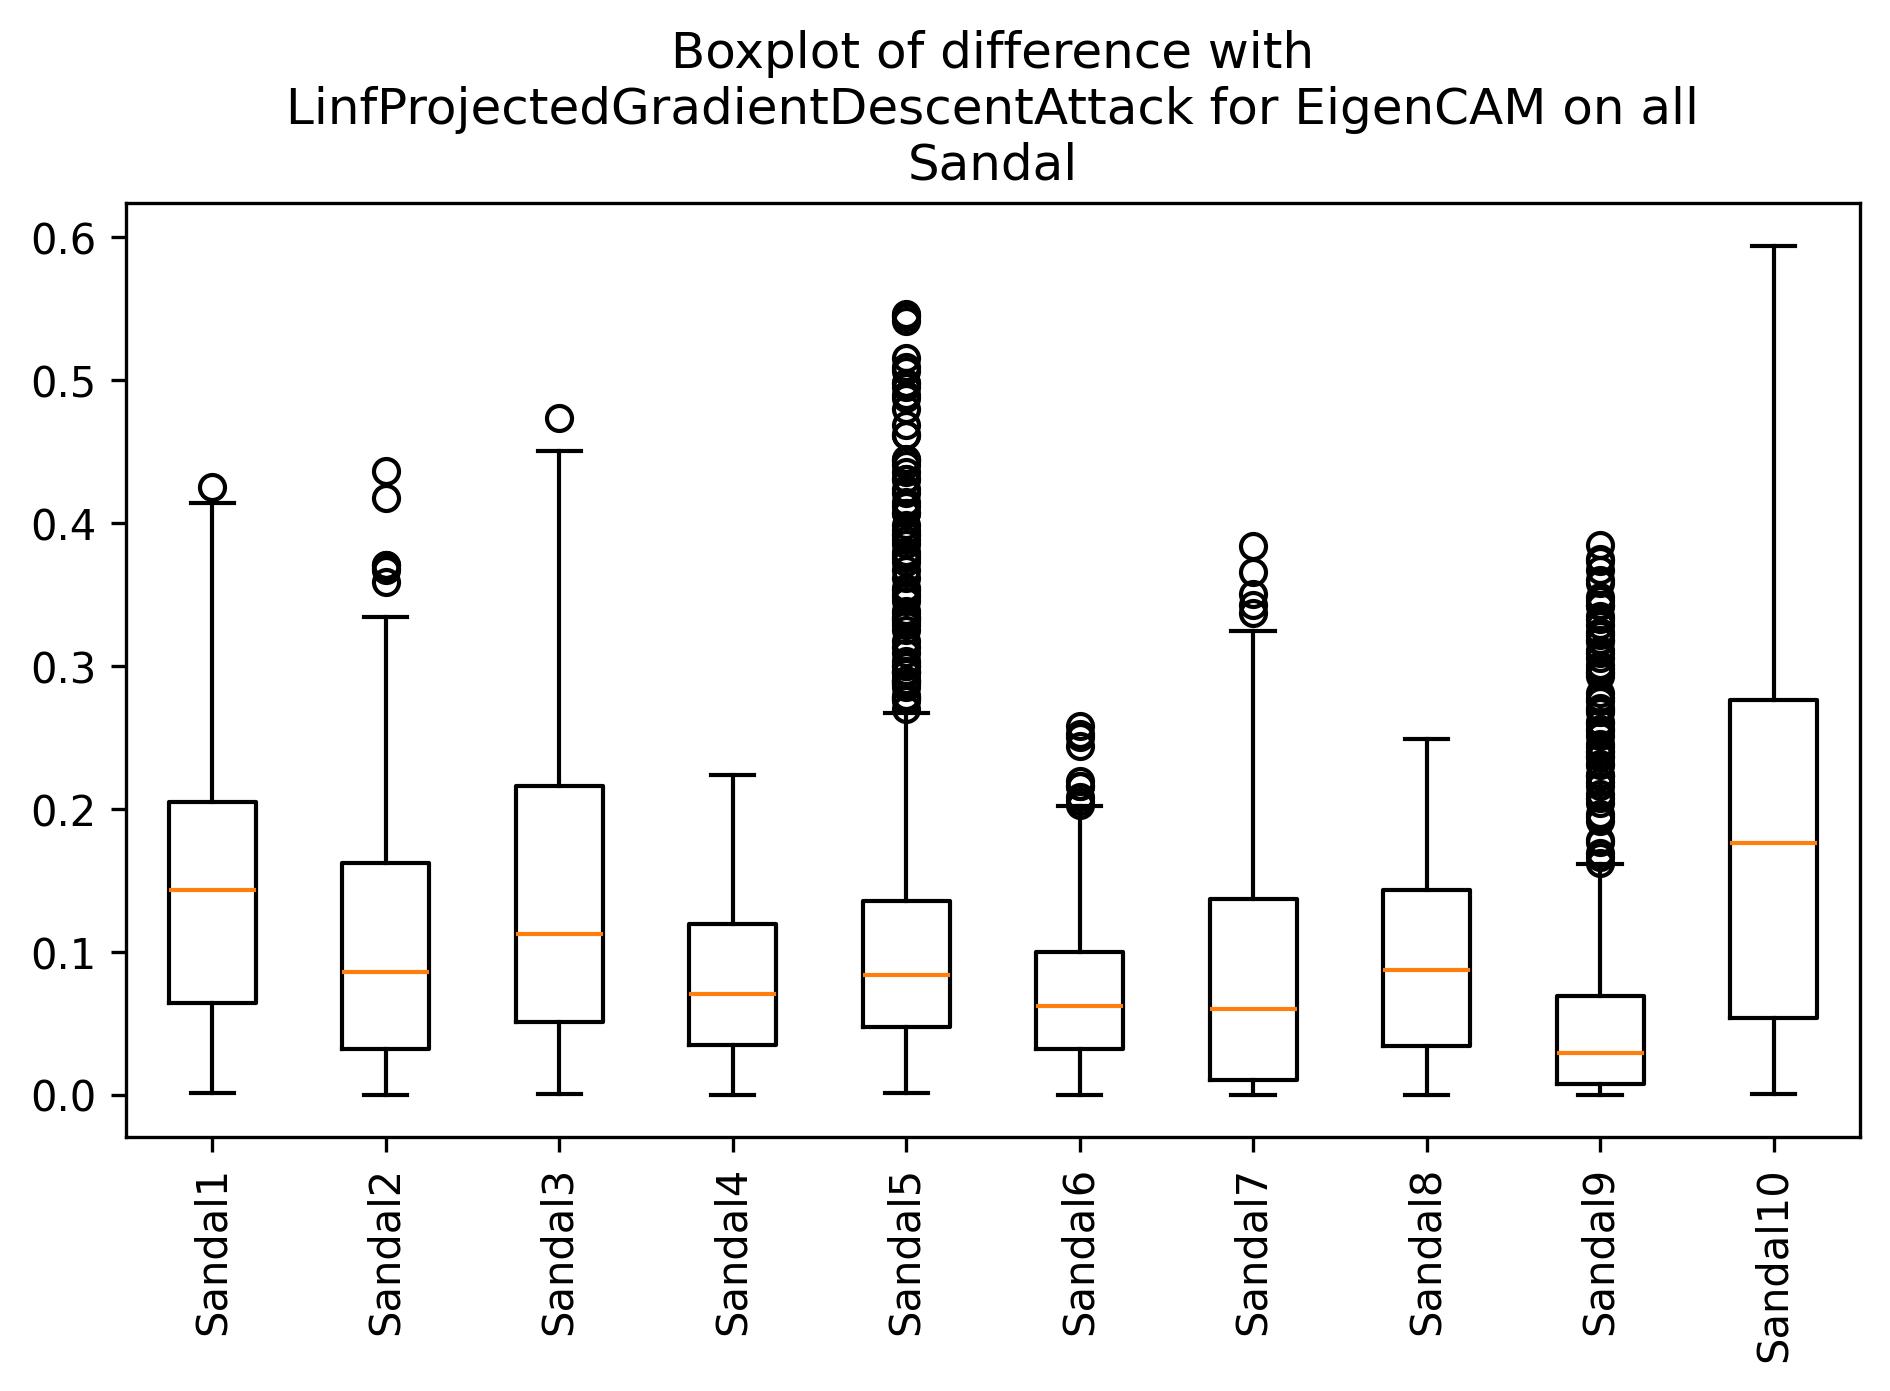 Boxplot of difference with
LinfProjectedGradientDescentAttack for EigenCAM on all
Sandal
0.6
0.5
0.4
0.3
0.2
0.1
0.0
Sandal1
Sandal2
Sandal3
Sandal4
Sandal5
Sandal6
Sandal7
Sandal8
Sandal9
Sandal10